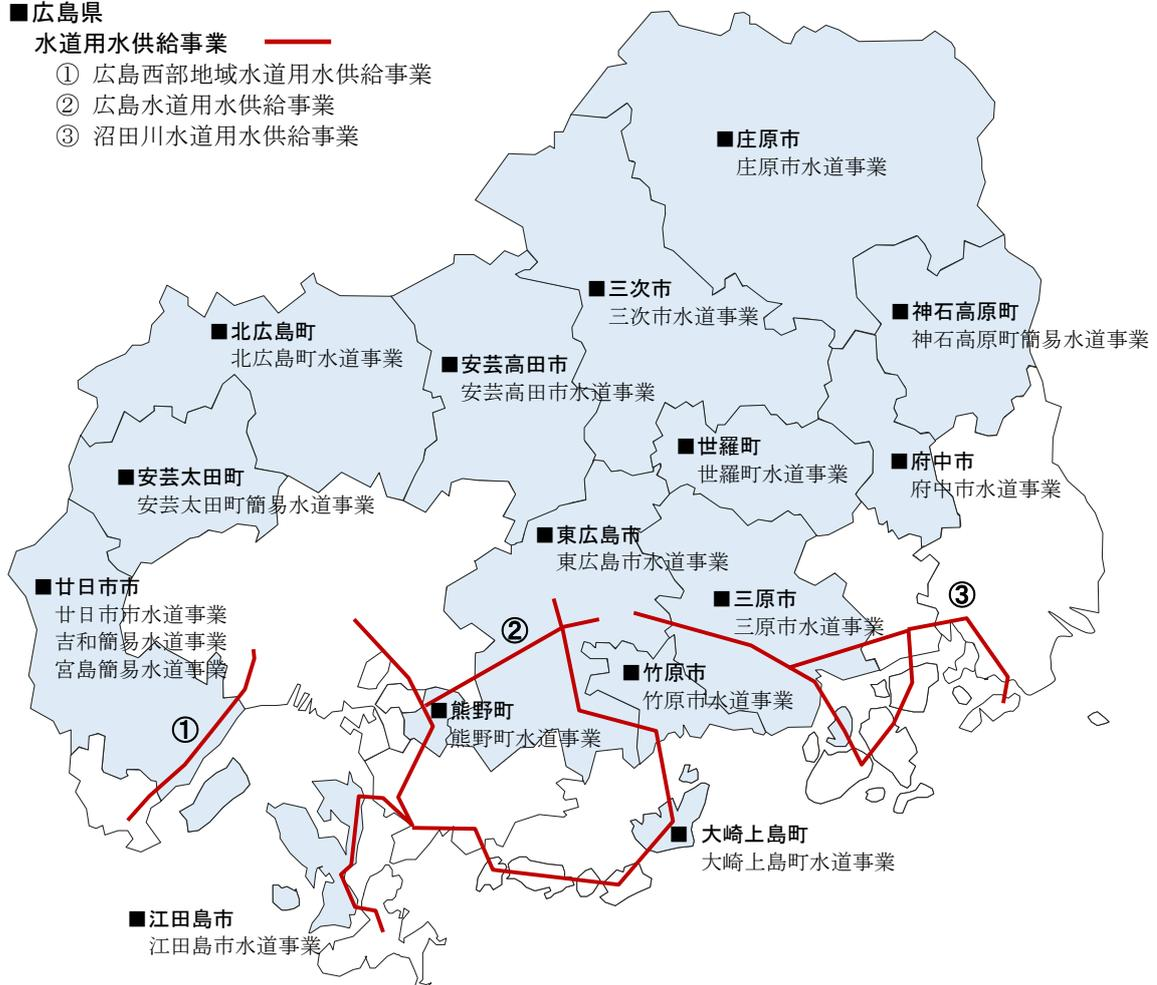 ■広島県
水道用水供給事業
① 広島西部地域水道用水供給事業
② 広島水道用水供給事業
③ 沼田川水道用水供給事業
■庄原市
庄原市水道事業
■三次市
三次市水道事業
■神石高原町
神石高原町簡易水道事業
■北広島町
北広島町水道事業
■安芸高田市
安芸高田市水道事業
■世羅町
世羅町水道事業
■府中市
府中市水道事業
■安芸太田町
安芸太田町簡易水道事業
■東広島市
東広島市水道事業
■廿日市市
廿日市市水道事業
吉和簡易水道事業
宮島簡易水道事業
■三原市
三原市水道事業
③
②
■竹原市
竹原市水道事業
①
■熊野町
熊野町水道事業
■ 大崎上島町
大崎上島町水道事業
■江田島市
江田島市水道事業